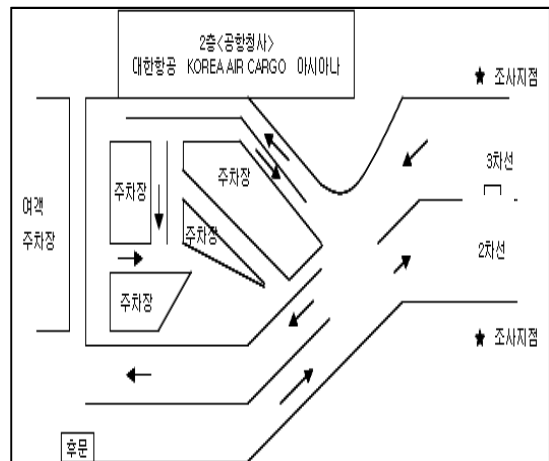 2층<공항청사>
대한항공 KOREA AIR CARGO 아시아나
★ 조사지점
3차선
주차장
주차장
여객
주차장
주차장
2차선
주차장
★ 조사지점
후문